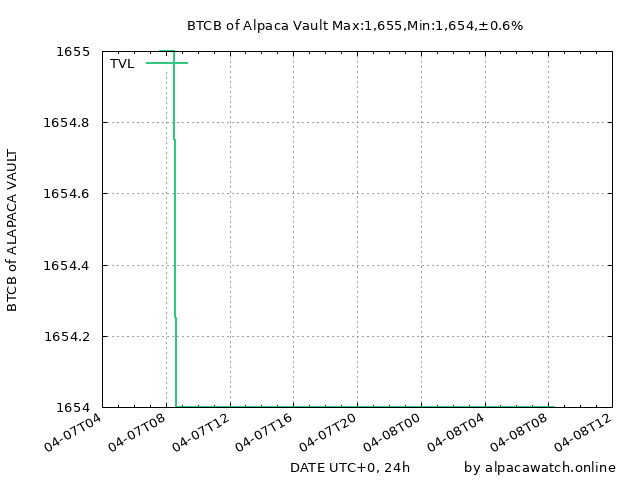 BTCB of Alpaca Vault Max:1,655,Min:1,654,±0.6%
1655
TVL
1654.8
1654.6
1654.4
1654.2
1654
BTCB of ALAPACA VAULT
04-07T04
04-07T08
04-07T12
04-07T16
04-07T20
04-08T00
04-08T04
04-08T08
04-08T12
DATE UTC+0, 24h
by alpacawatch.online